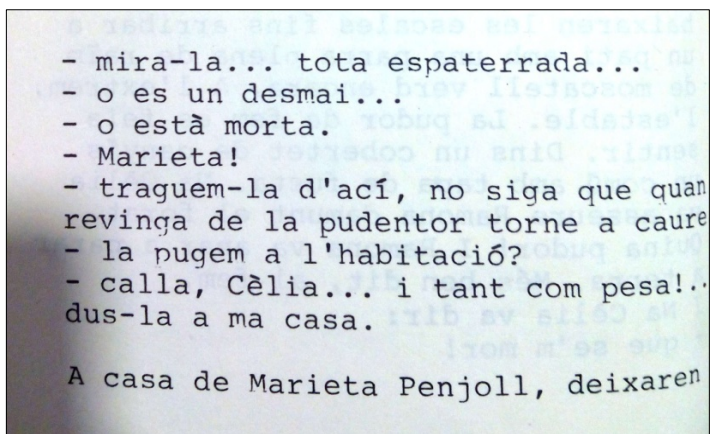 - mira-la... tota espaterrada...
- o és un desmai...
- o està morta.
- Marieta!
- traguem-la d'ací, no siga que quan
revinga de la pudentor torne a caure
- la pugem a l'habitació?
- calla, Cèlia... i tant com pesa!..
dus-la a ma casa.
A casa de Marieta Penjoll, deixaren